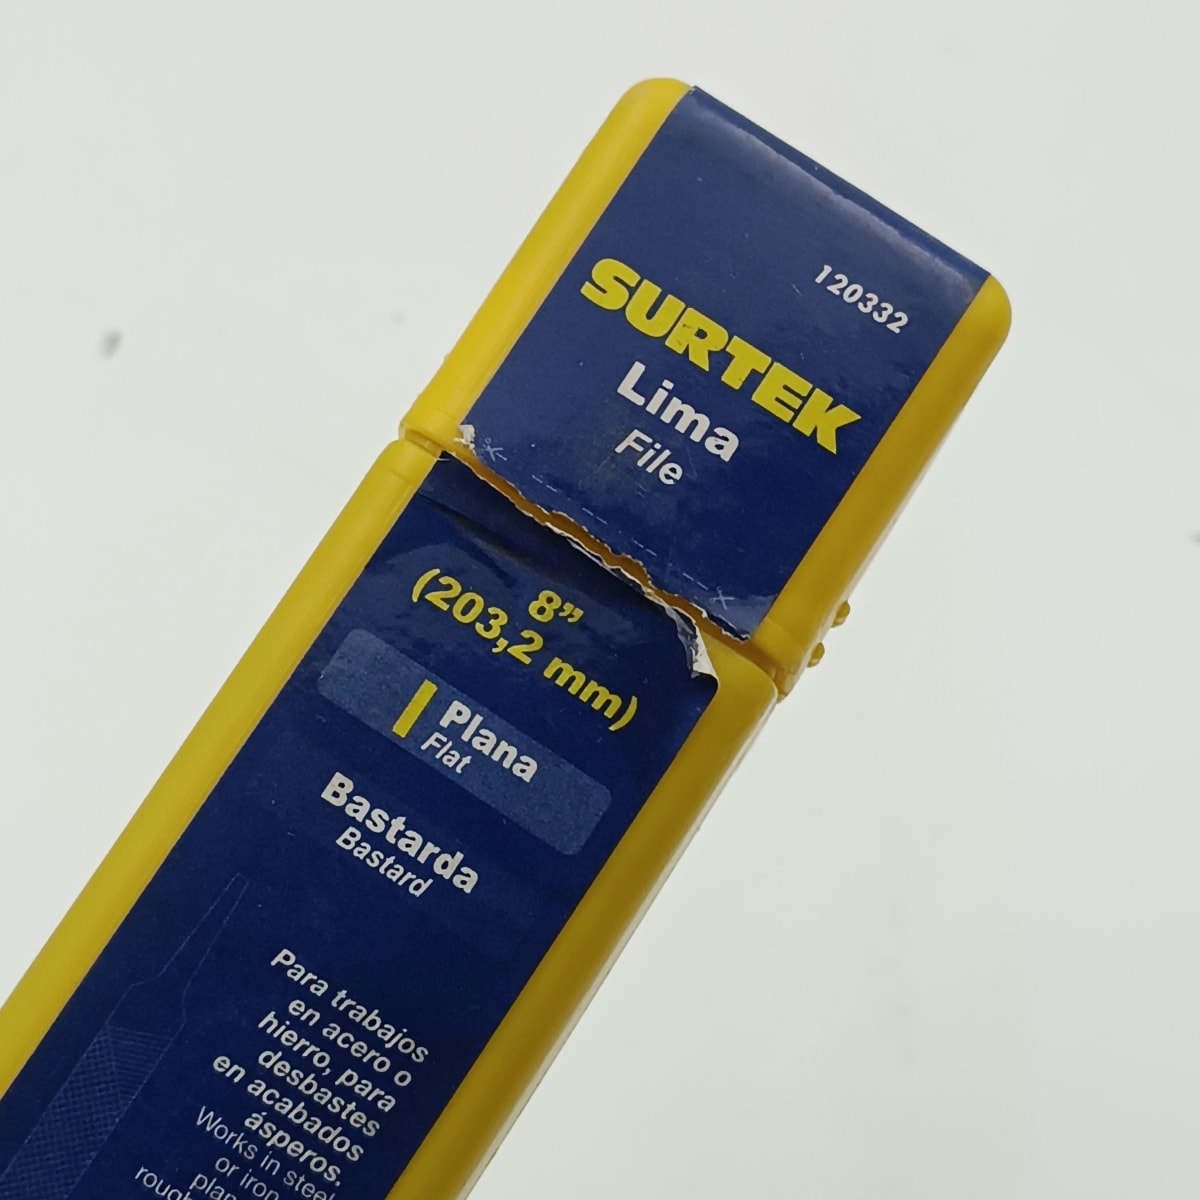 120332
SURTEK
Lima
File
8”
(203,2 mm)
Plana
Flat
Bastarda
Bastard
Para trabajos
en acero o
hierro, para
desbastes
en acabados
ásperos.
Works in steel
or iron